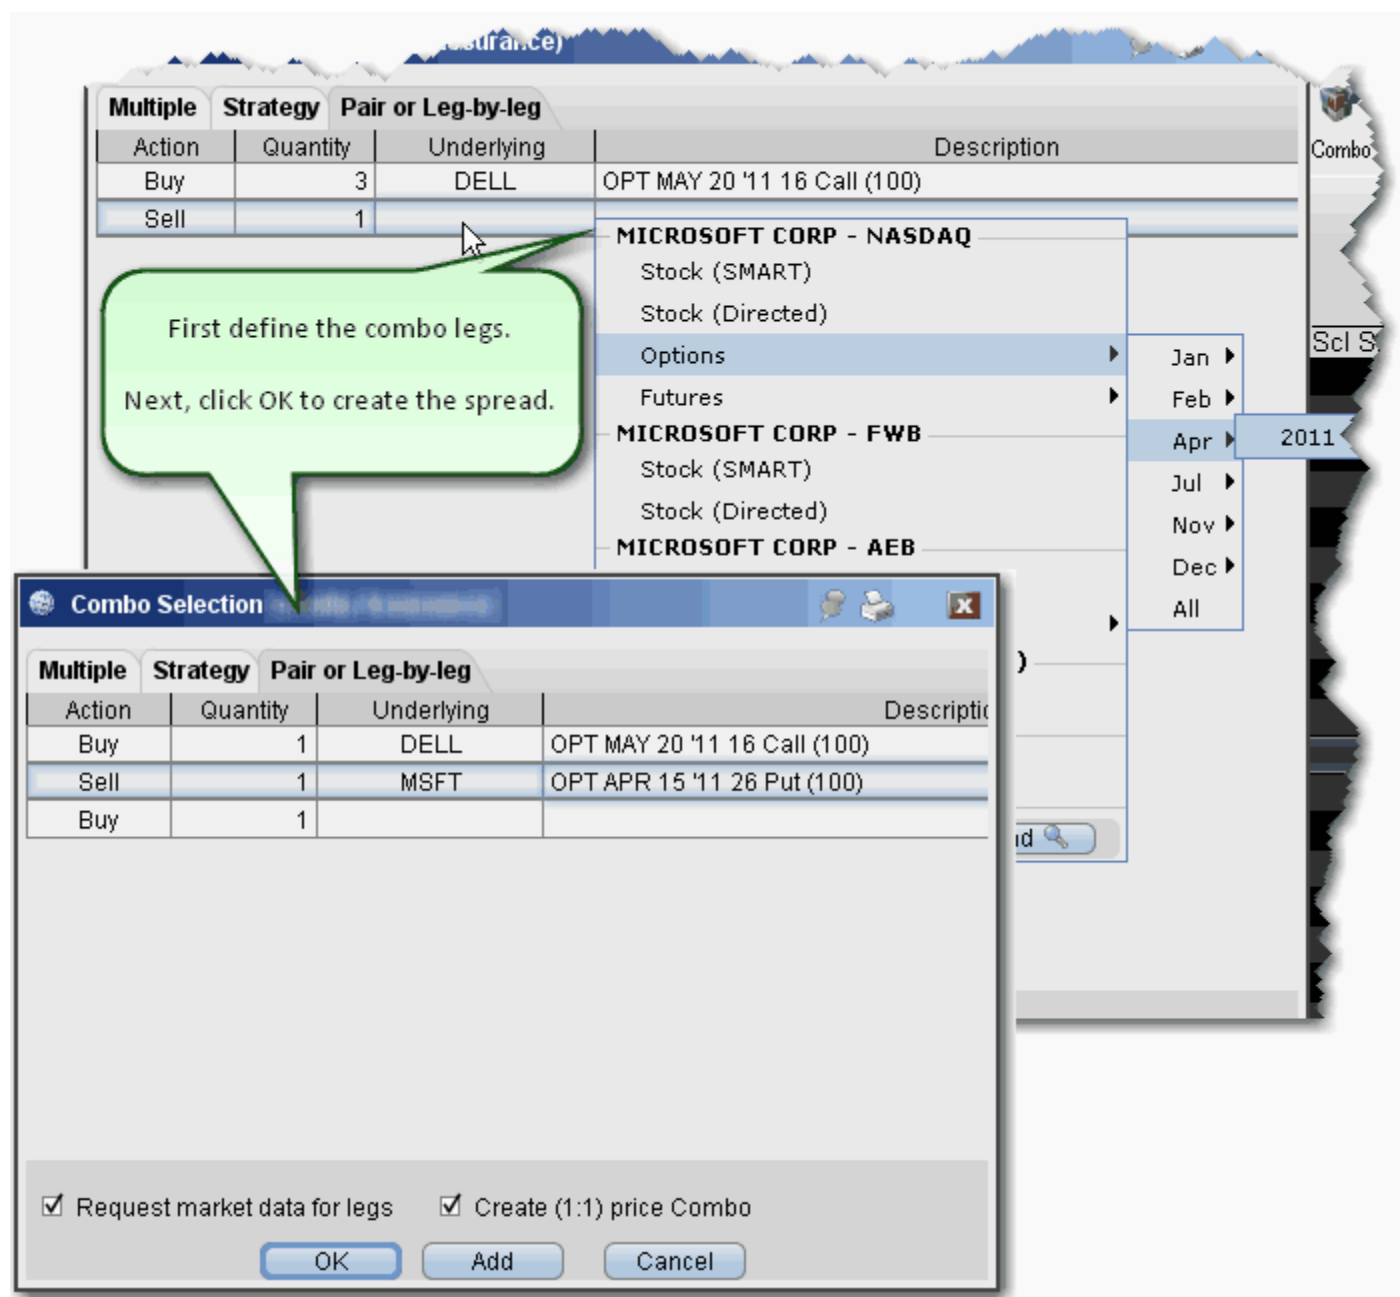 Multiple Strategy Pair or Leg-by-leg
Combo
Action Quantity Underlying Description
Buy 3 DELL OPT MAY 20 '11 16 Call (100)
Sell 1
MICROSOFT CORP - NASDAQ
Stock (SMART)
Stock (Directed)
Options
Futures
MICROSOFT CORP - FWB
Stock (SMART)
Stock (Directed)
MICROSOFT CORP - AEB
Jan
Feb
Apr
Jul
Nov
Dec
All
2011
Scl S
First define the combo legs.
Next, click OK to create the spread.
Combo Selection
Multiple Strategy Pair or Leg-by-leg
Action Quantity Underlying Descriptic
Buy 1 DELL OPT MAY 20 '11 16 Call (100)
Sell 1 MSFT OPT APR 15 '11 26 Put (100)
Buy 1
Request market data for legs Create (1:1) price Combo
OK Add Cancel